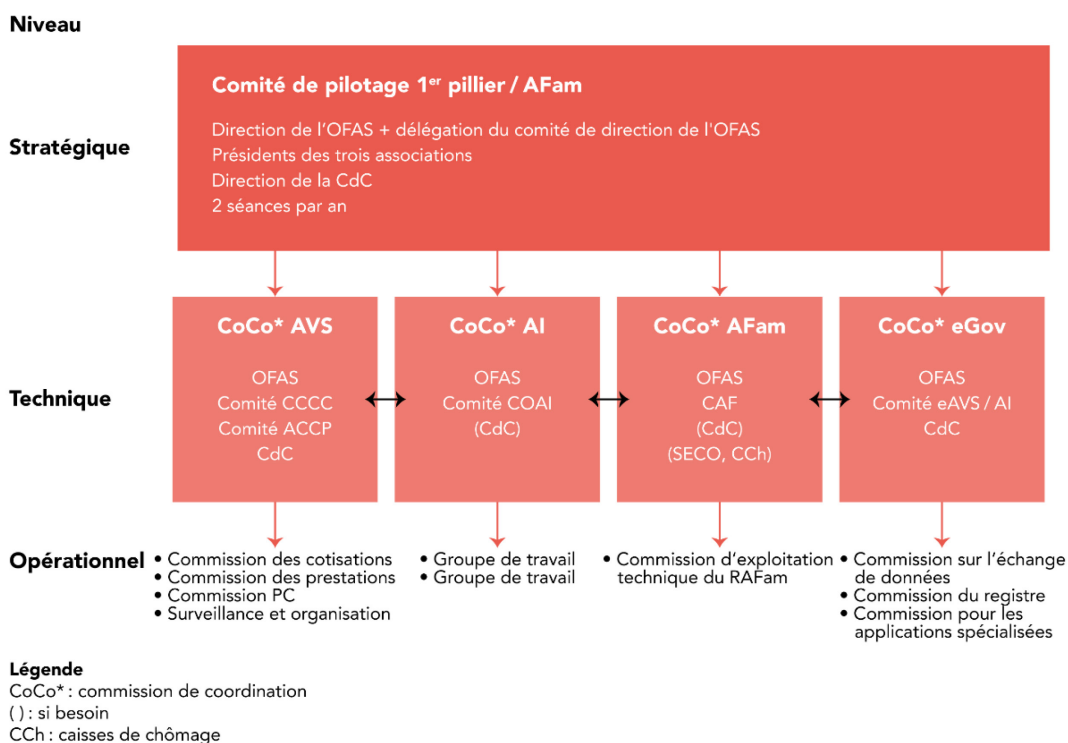 Niveau
Comité de pilotage 1er pillier / AFam
Stratégique
Direction de l'OFAS + délégation du comité de direction de l'OFAS
Présidents des trois associations
Direction de la CdC
2 séances par an
CoCo* AVS
OFAS
Comité CCCC
Comité ACCP
CdC
CoCo* AI
OFAS
Comité COAI
(CdC)
CoCo* AFam
OFAS
CAF
(CdC)
(SECO, CCh)
CoCo* eGov
OFAS
Comité eAVS / AI
CdC
Technique
Opérationnel
• Commission des cotisations
• Commission des prestations
• Commission PC
• Surveillance et organisation
• Groupe de travail
• Groupe de travail
• Commission d'exploitation
technique du RAFam
• Commission sur l'échange
de données
• Commission du registre
• Commission pour les
applications spécialisées
Légende
CoCo* : commission de coordination
( ) : si besoin
CCh : caisses de chômage